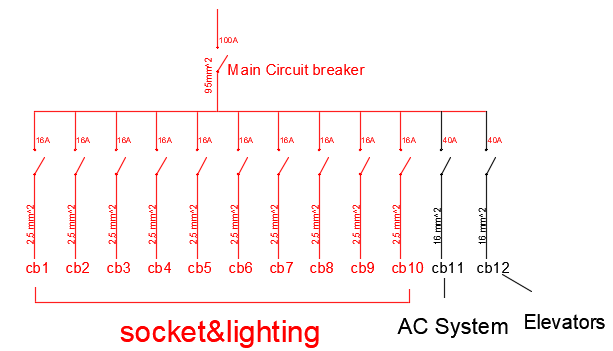 100A
95mm^2
Main Circuit breaker
16A 16A 16A 16A 16A 16A 16A 16A 16A 16A 40A 40A
2.5 mm^2 2.5 mm^2 2.5 mm^2 2.5 mm^2 2.5 mm^2 2.5 mm^2 2.5 mm^2 2.5 mm^2 2.5 mm^2 2.5 mm^2 16 mm^2 16 mm^2
cb1 cb2 cb3 cb4 cb5 cb6 cb7 cb8 cb9 cb10 cb11 cb12
socket&lighting
AC System
Elevators